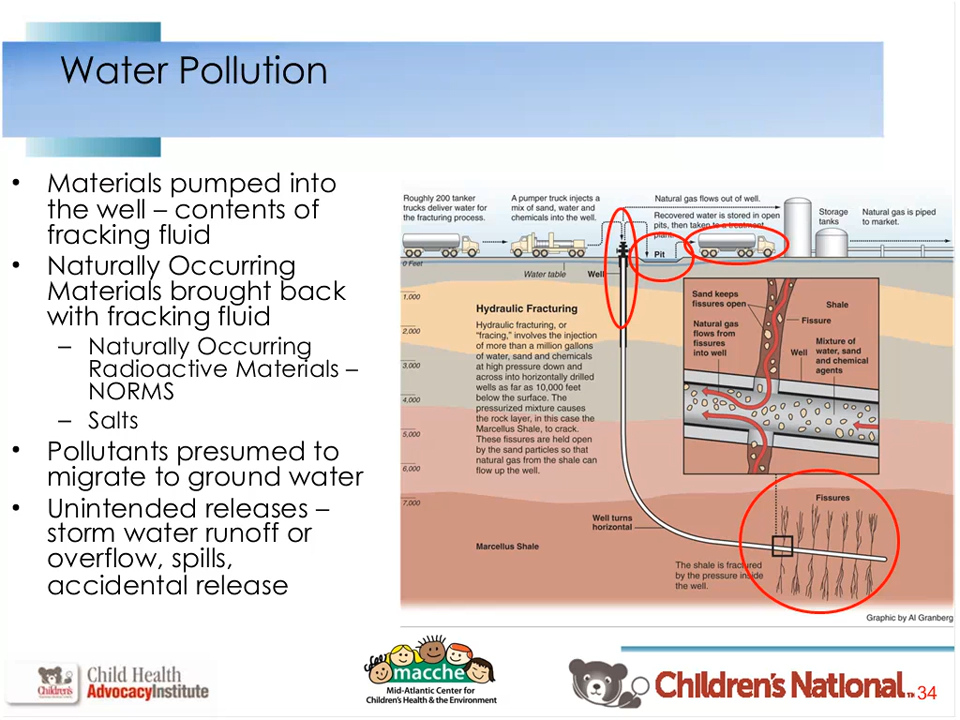 Water Pollution
• Materials pumped into
the well – contents of
fracking fluid
• Naturally Occurring
Materials brought back
with fracking fluid
– Naturally Occurring
Radioactive Materials –
NORMS
– Salts
• Pollutants presumed to
migrate to ground water
• Unintended releases –
storm water runoff or
overflow, spills,
accidental release
Roughly 200 tanker
trucks deliver water for
the fracturing process.
A pumper truck injects a
mix of sand, water and
chemicals into the well.
Natural gas flows out of well.
Recovered water is stored in open
pits, then taken to a treatment
plant.
Storage
tanks
Natural gas is piped
to market.
Pit
0 Feet
Water table
Well
1,000
2,000
3,000
4,000
5,000
6,000
7,000
Hydraulic Fracturing
Hydraulic fracturing, or
“fracing,” involves the injection
of more than a million gallons
of water, sand and chemicals
at high pressure down and
across into horizontally drilled
wells as far as 10,000 feet
below the surface. The
pressurized mixture causes
the rock layer, in this case the
Marcellus Shale, to crack.
These fissures are held open
by the sand particles so that
natural gas from the shale can
flow up the well.
Sand keeps
fissures open
Shale
Fissure
Natural gas
flows from
fissures
into well
Well
Mixture of
water, sand
and chemical
agents
Fissures
Well turns
horizontal
Marcellus Shale
The shale is fractured
by the pressure inside
the well.
Graphic by Al Granberg
Children's
Child Health
AdvocacyInstitute
macche
Mid-Atlantic Center for
Children's Health & the Environment
Children's National
TM
34